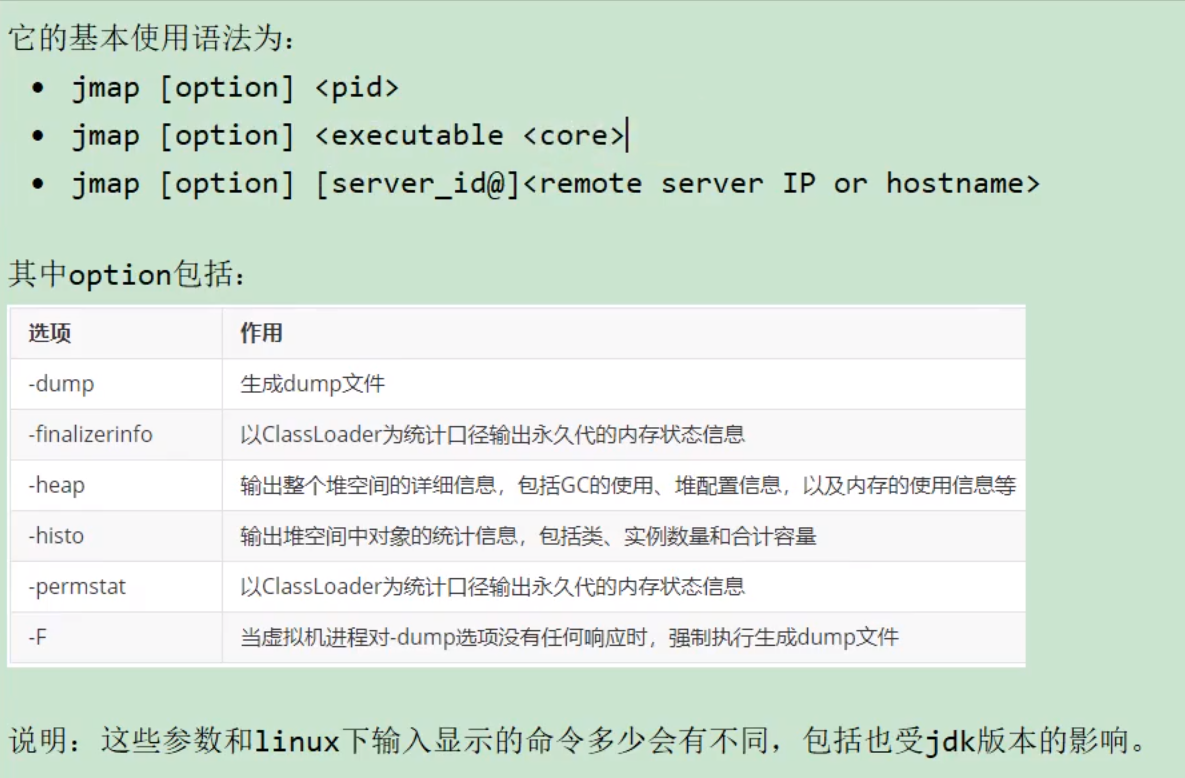 它的基本使用语法为：
• jmap [option] <pid>
• jmap [option] <executable <core>
• jmap [option] [server_id@]<remote server IP or hostname>
其中option包括：
选项 作用
-dump 生成dump文件
-finalizerinfo 以ClassLoader为统计口径输出永久代的内存状态信息
-heap 输出整个堆空间的详细信息，包括GC的使用、堆配置信息，以及内存的使用信息等
-histo 输出堆空间中对象的统计信息，包括类、实例数量和合计容量
-permstat 以ClassLoader为统计口径输出永久代的内存状态信息
-F 当虚拟机进程对-dump选项没有任何响应时，强制执行生成dump文件
说明：这些参数和linux下输入显示的命令多少会有不同，包括也受jdk版本的影响。